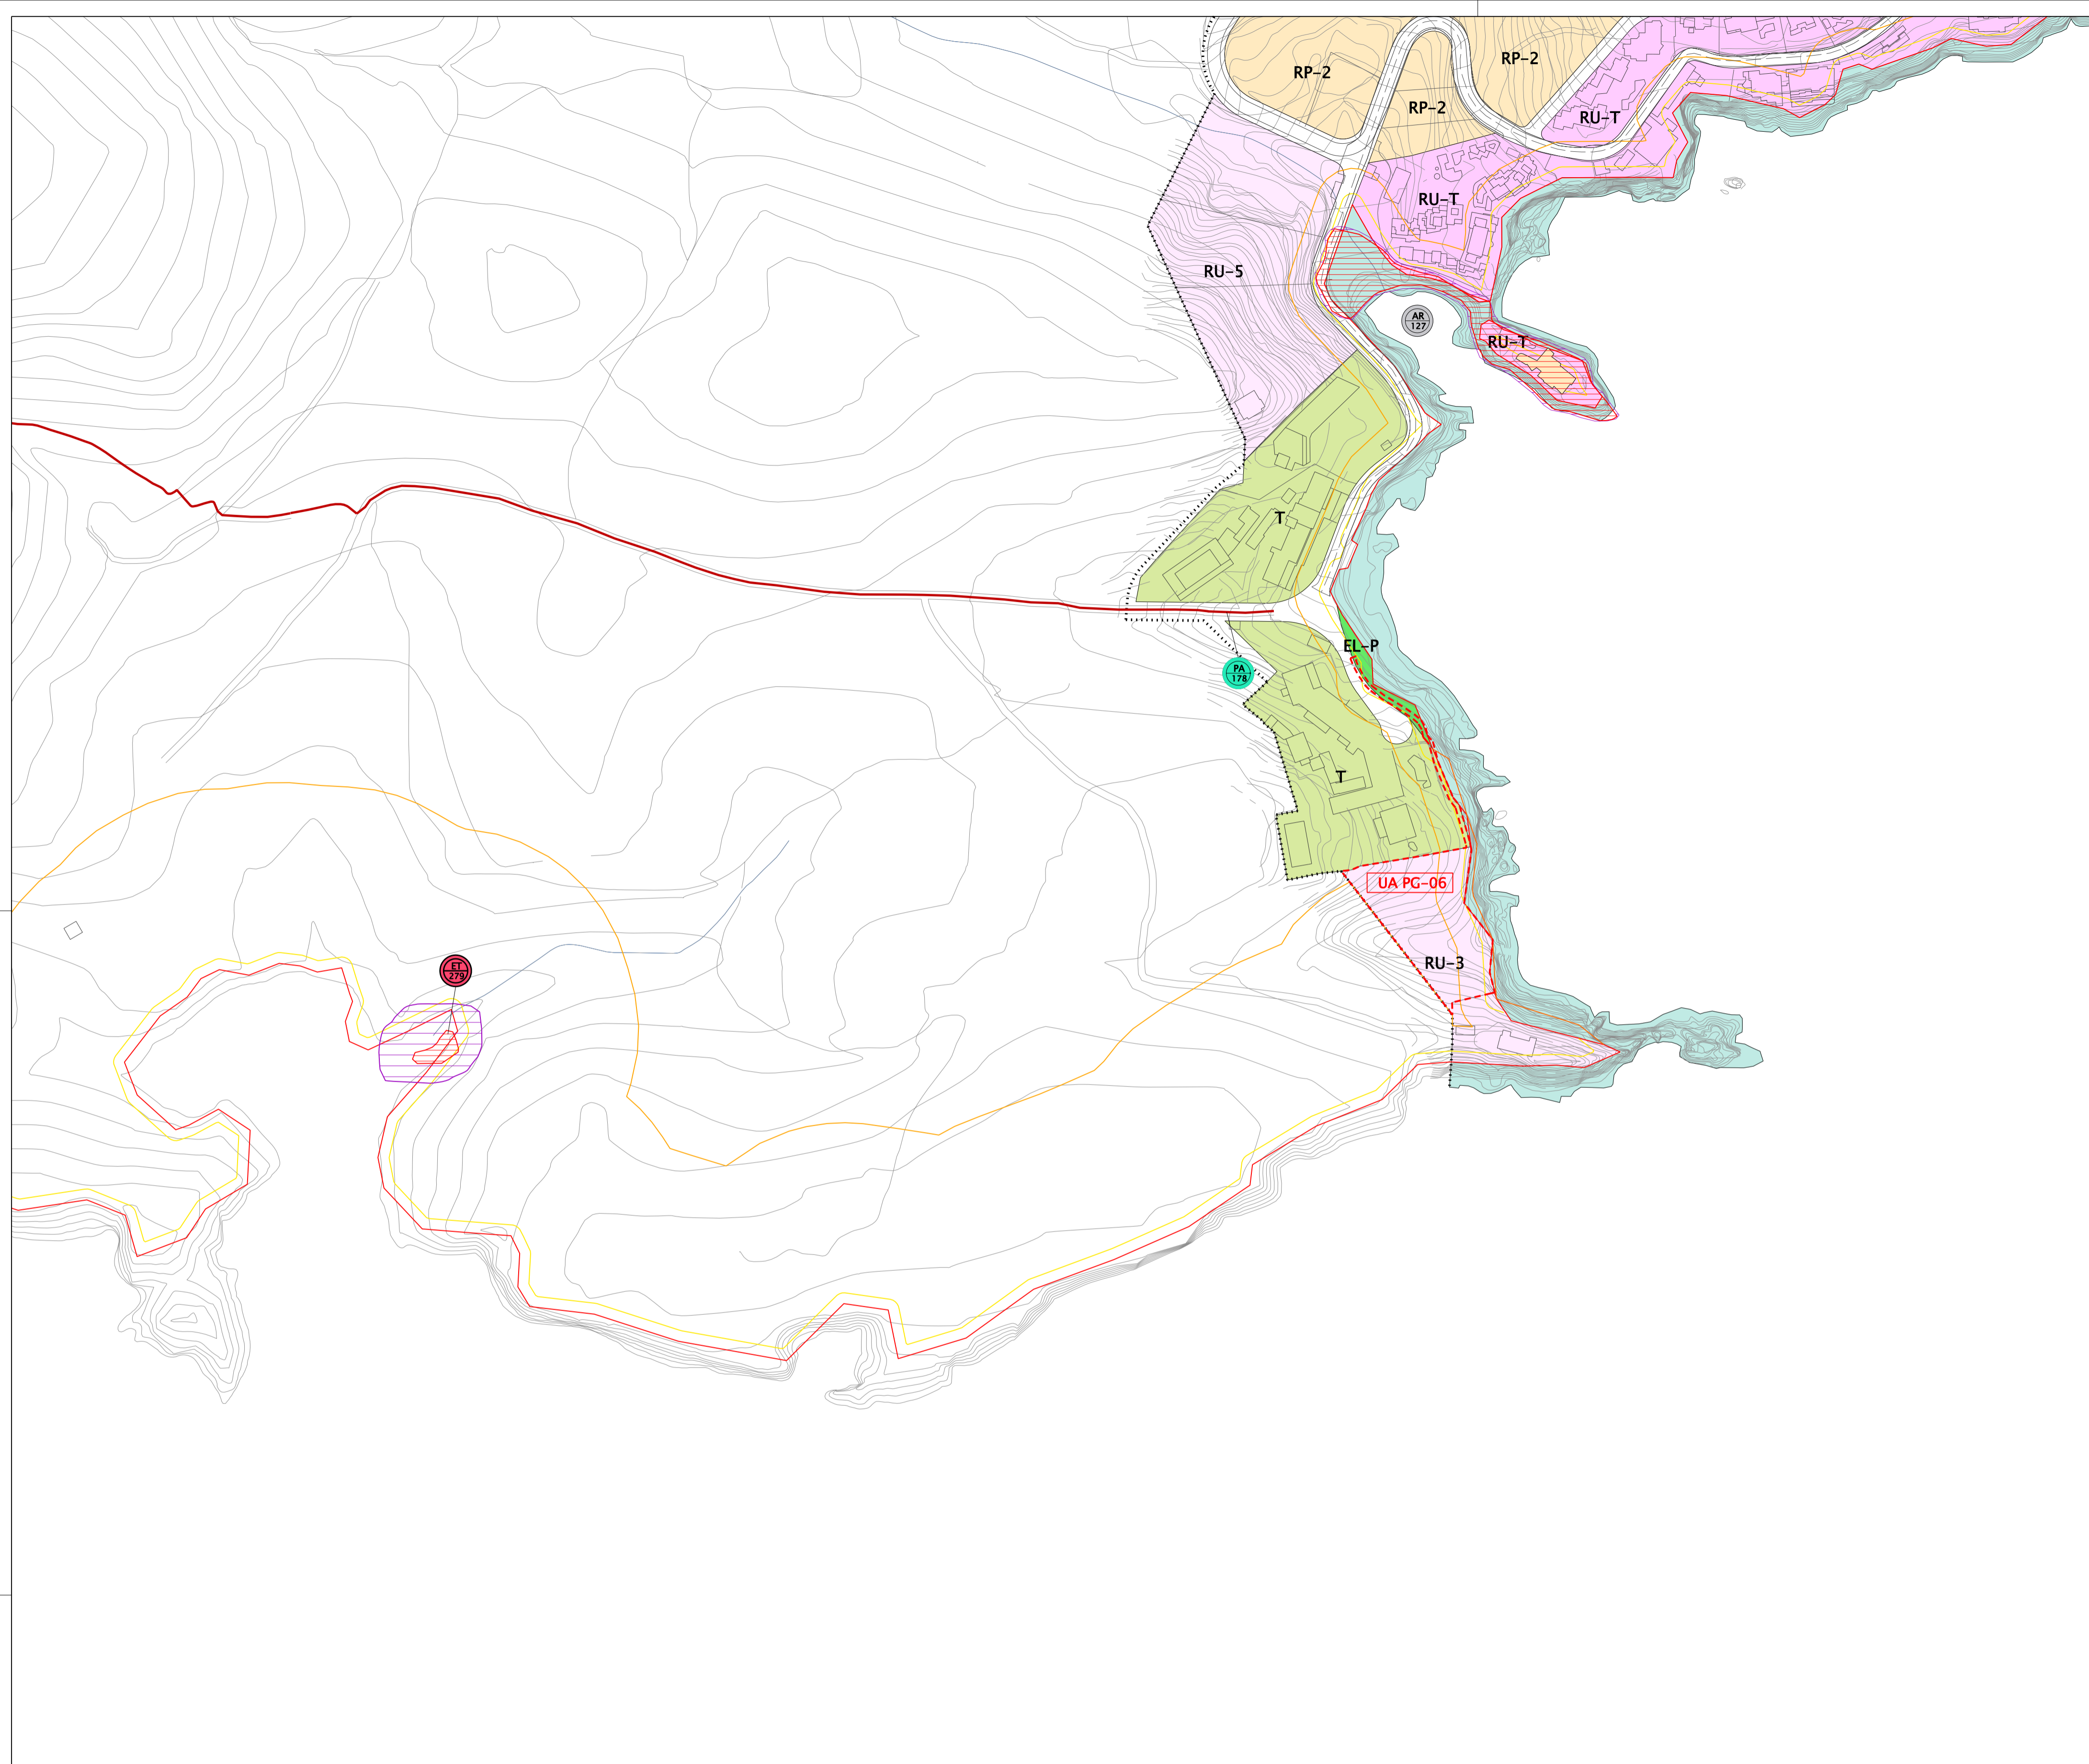 RP-2
RP-2
RP-2
RU-T
RU-T
RU-5
AR
127
RU-T
T
EL-P
PA
178
T
UA PG-06
RU-3
ET
279